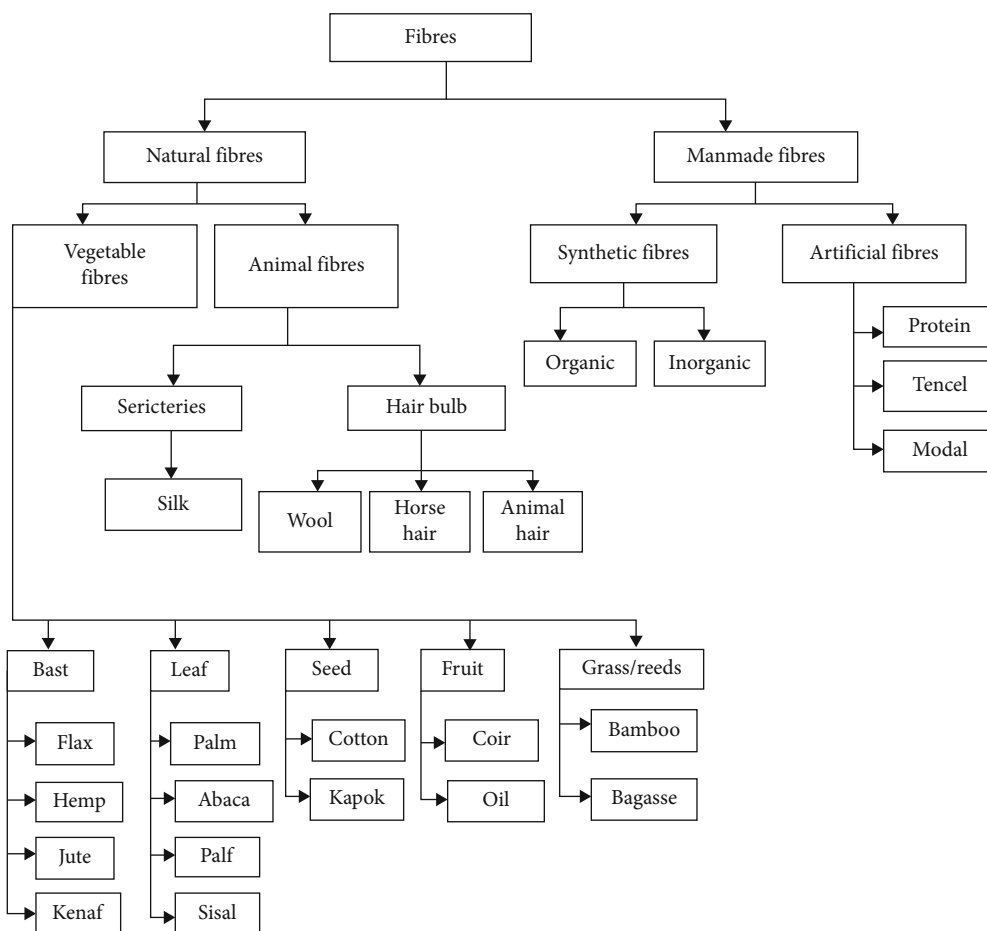 Fibres
Natural fibres
Manmade fibres
Vegetable
fibres
Animal fibres
Synthetic fibres
Artificial fibres
Protein
Organic
Inorganic
Tencel
Sericteries
Hair bulb
Modal
Silk
Wool
Horse
hair
Animal
hair
Bast
Leaf
Seed
Fruit
Grass/reeds
Flax
Palm
Cotton
Coir
Bamboo
Hemp
Abaca
Kapok
Oil
Bagasse
Jute
Palf
Kenaf
Sisal